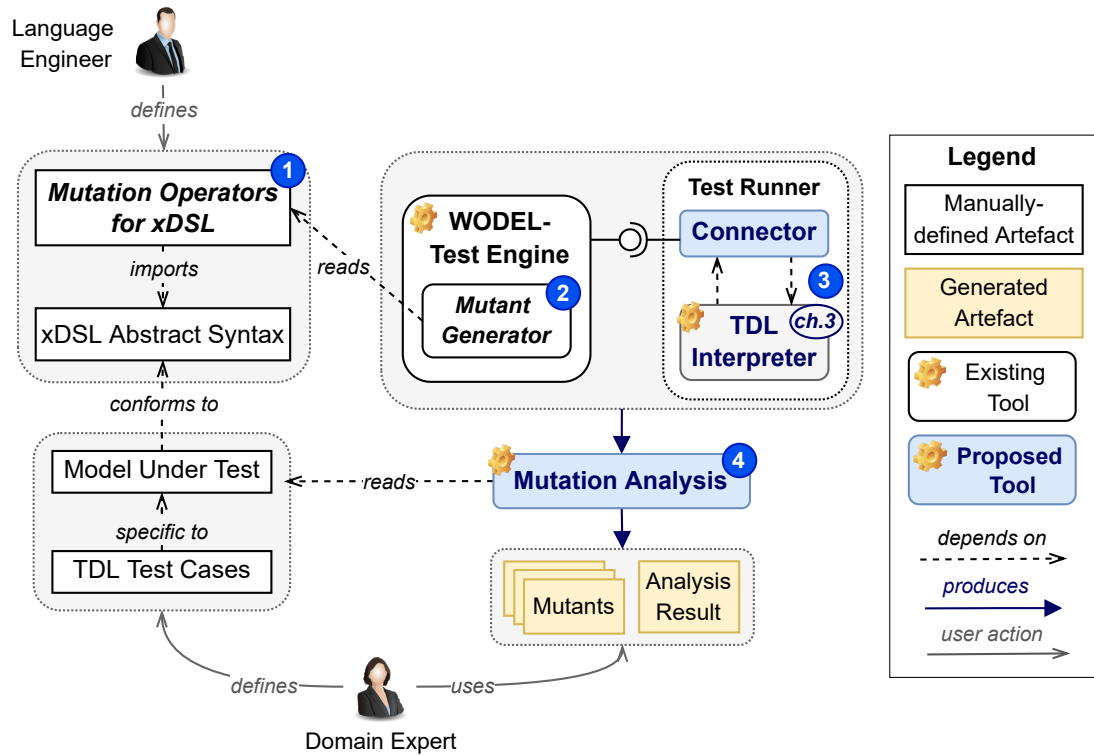 Language
Engineer
defines
1
Mutation Operators
for xDSL
imports
xDSL Abstract Syntax
conforms to
Model Under Test
specific to
TDL Test Cases
reads
WODEL-
Test Engine
2
Mutant
Generator
Test Runner
Connector
3
TDL
ch.3
Interpreter
Mutation Analysis
4
reads
Mutants
Analysis
Result
defines
uses
Domain Expert
Legend
Manually-
defined Artefact
Generated
Artefact
Existing
Tool
Proposed
Tool
depends on
produces
user action